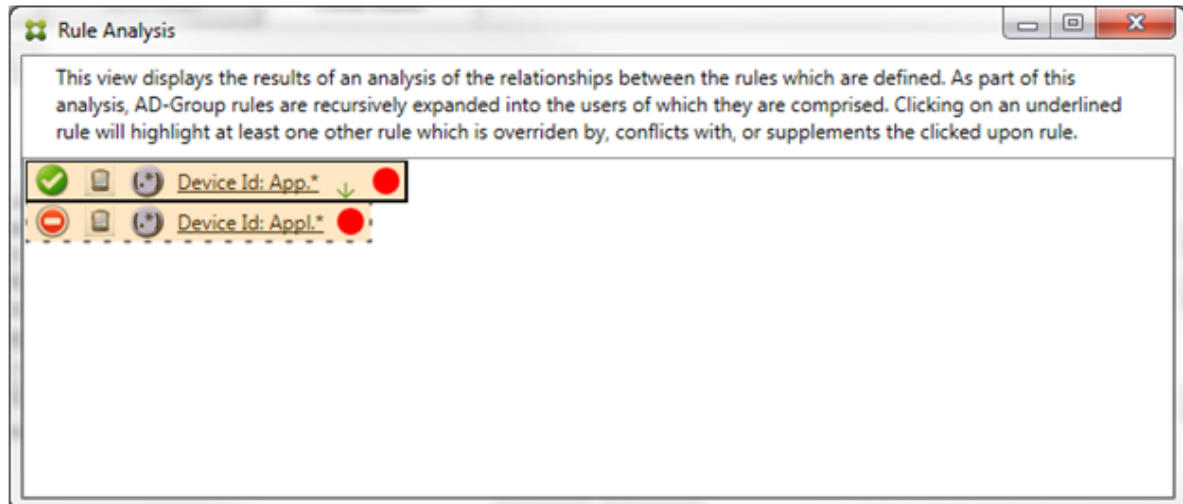 Rule Analysis
This view displays the results of an analysis of the relationships between the rules which are defined. As part of this
analysis, AD-Group rules are recursively expanded into the users of which they are comprised. Clicking on an underlined
rule will highlight at least one other rule which is overriden by, conflicts with, or supplements the clicked upon rule.
(.*) Device Id: App.*
(.*) Device Id: Appl.*